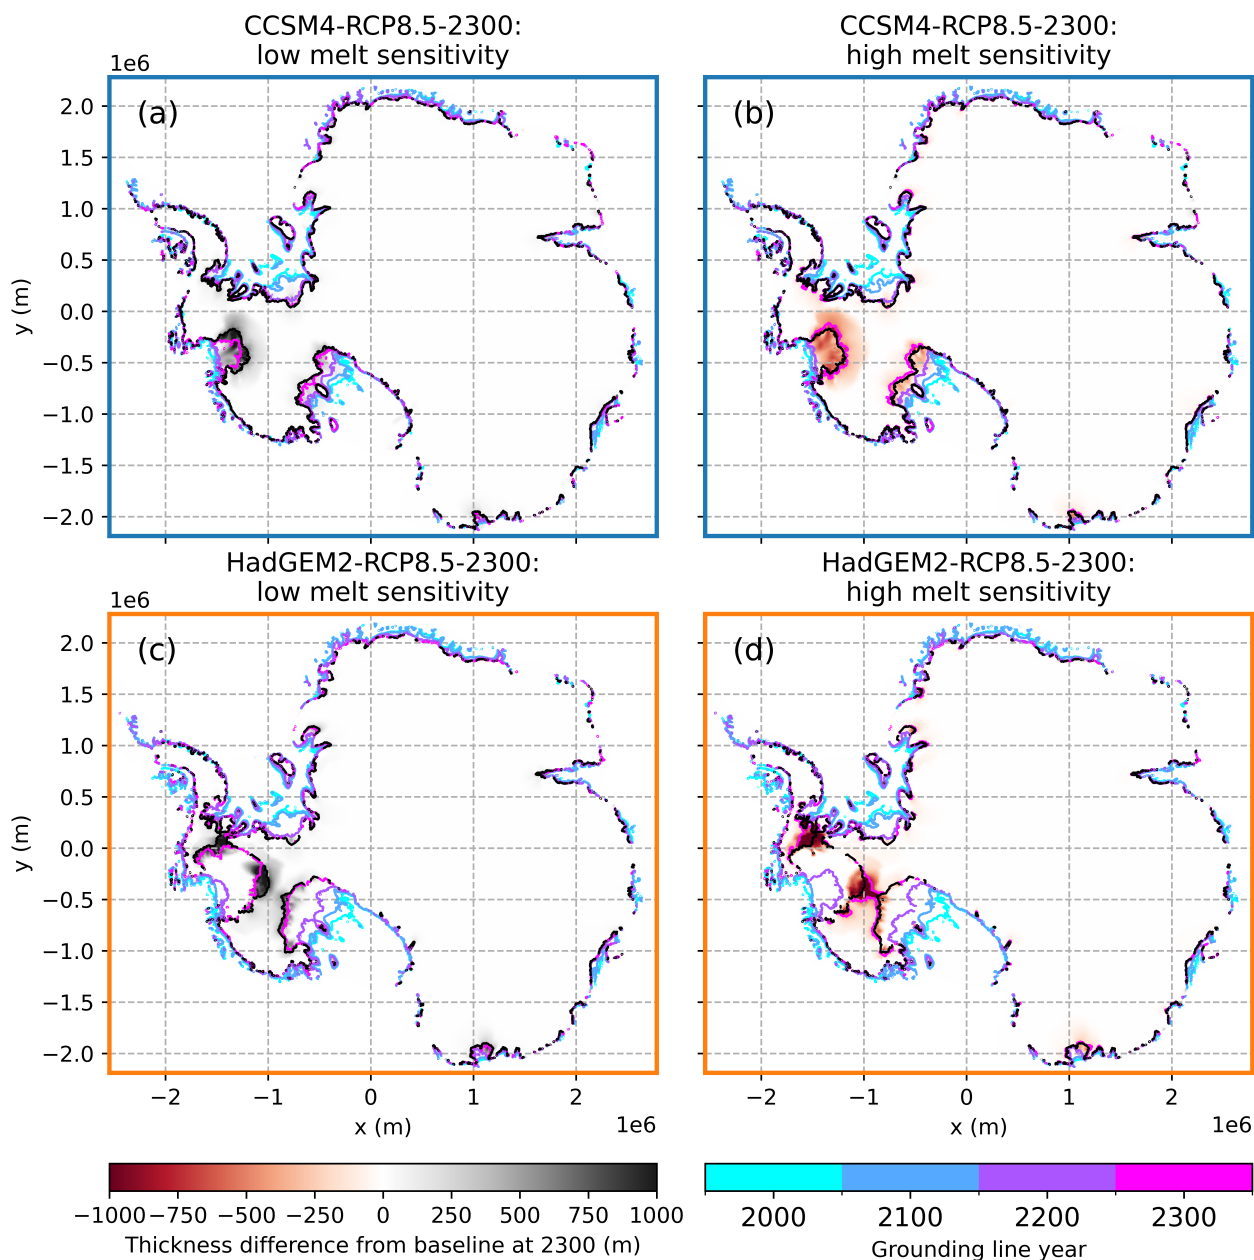 CCSM4-RCP8.5-2300:
low melt sensitivity
CCSM4-RCP8.5-2300:
high melt sensitivity
1e6
(a)
(b)
2.0
1.5
1.0
0.5
0.0
−0.5
−1.0
−1.5
−2.0
y (m)
HadGEM2-RCP8.5-2300:
low melt sensitivity
HadGEM2-RCP8.5-2300:
high melt sensitivity
1e6
(c)
(d)
2.0
1.5
1.0
0.5
0.0
−0.5
−1.0
−1.5
−2.0
y (m)
−2 −1 0 1 2
x (m)
1e6
−2 −1 0 1 2
x (m)
1e6
−1000 −750 −500 −250 0 250 500 750 1000
Thickness difference from baseline at 2300 (m)
2000 2100 2200 2300
Grounding line year